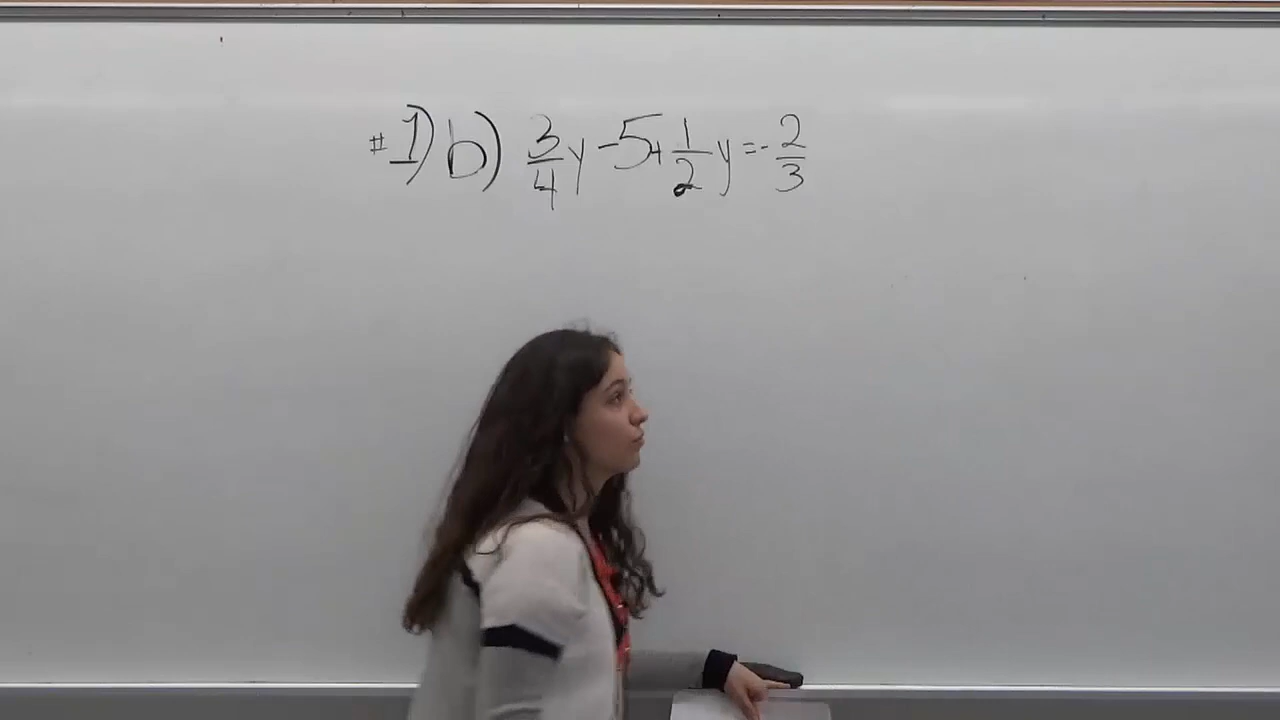 #1) b) 3/4 y - 5 + 1/2 y = - 2/3